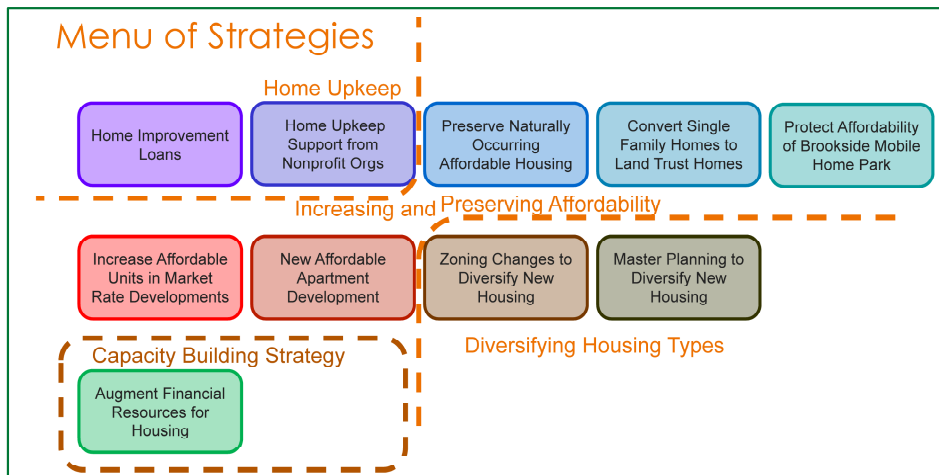 Menu of Strategies
Home Upkeep
Home Improvement
Loans
Home Upkeep
Support from
Nonprofit Orgs
Preserve Naturally
Occurring
Affordable Housing
Convert Single
Family Homes to
Land Trust Homes
Protect Affordability
of Brookside Mobile
Home Park
Increasing and Preserving Affordability
Increase Affordable
Units in Market
Rate Developments
New Affordable
Apartment
Development
Zoning Changes to
Diversify New
Housing
Master Planning to
Diversify New
Housing
Diversifying Housing Types
Capacity Building Strategy
Augment Financial
Resources for
Housing